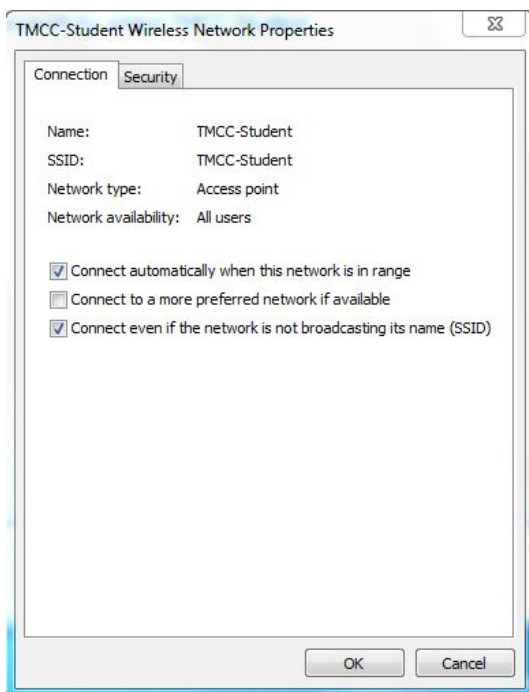 TMCC-Student Wireless Network Properties
Connection Security
Name: TMCC-Student
SSID: TMCC-Student
Network type: Access point
Network availability: All users
Connect automatically when this network is in range
Connect to a more preferred network if available
Connect even if the network is not broadcasting its name (SSID)
OK Cancel